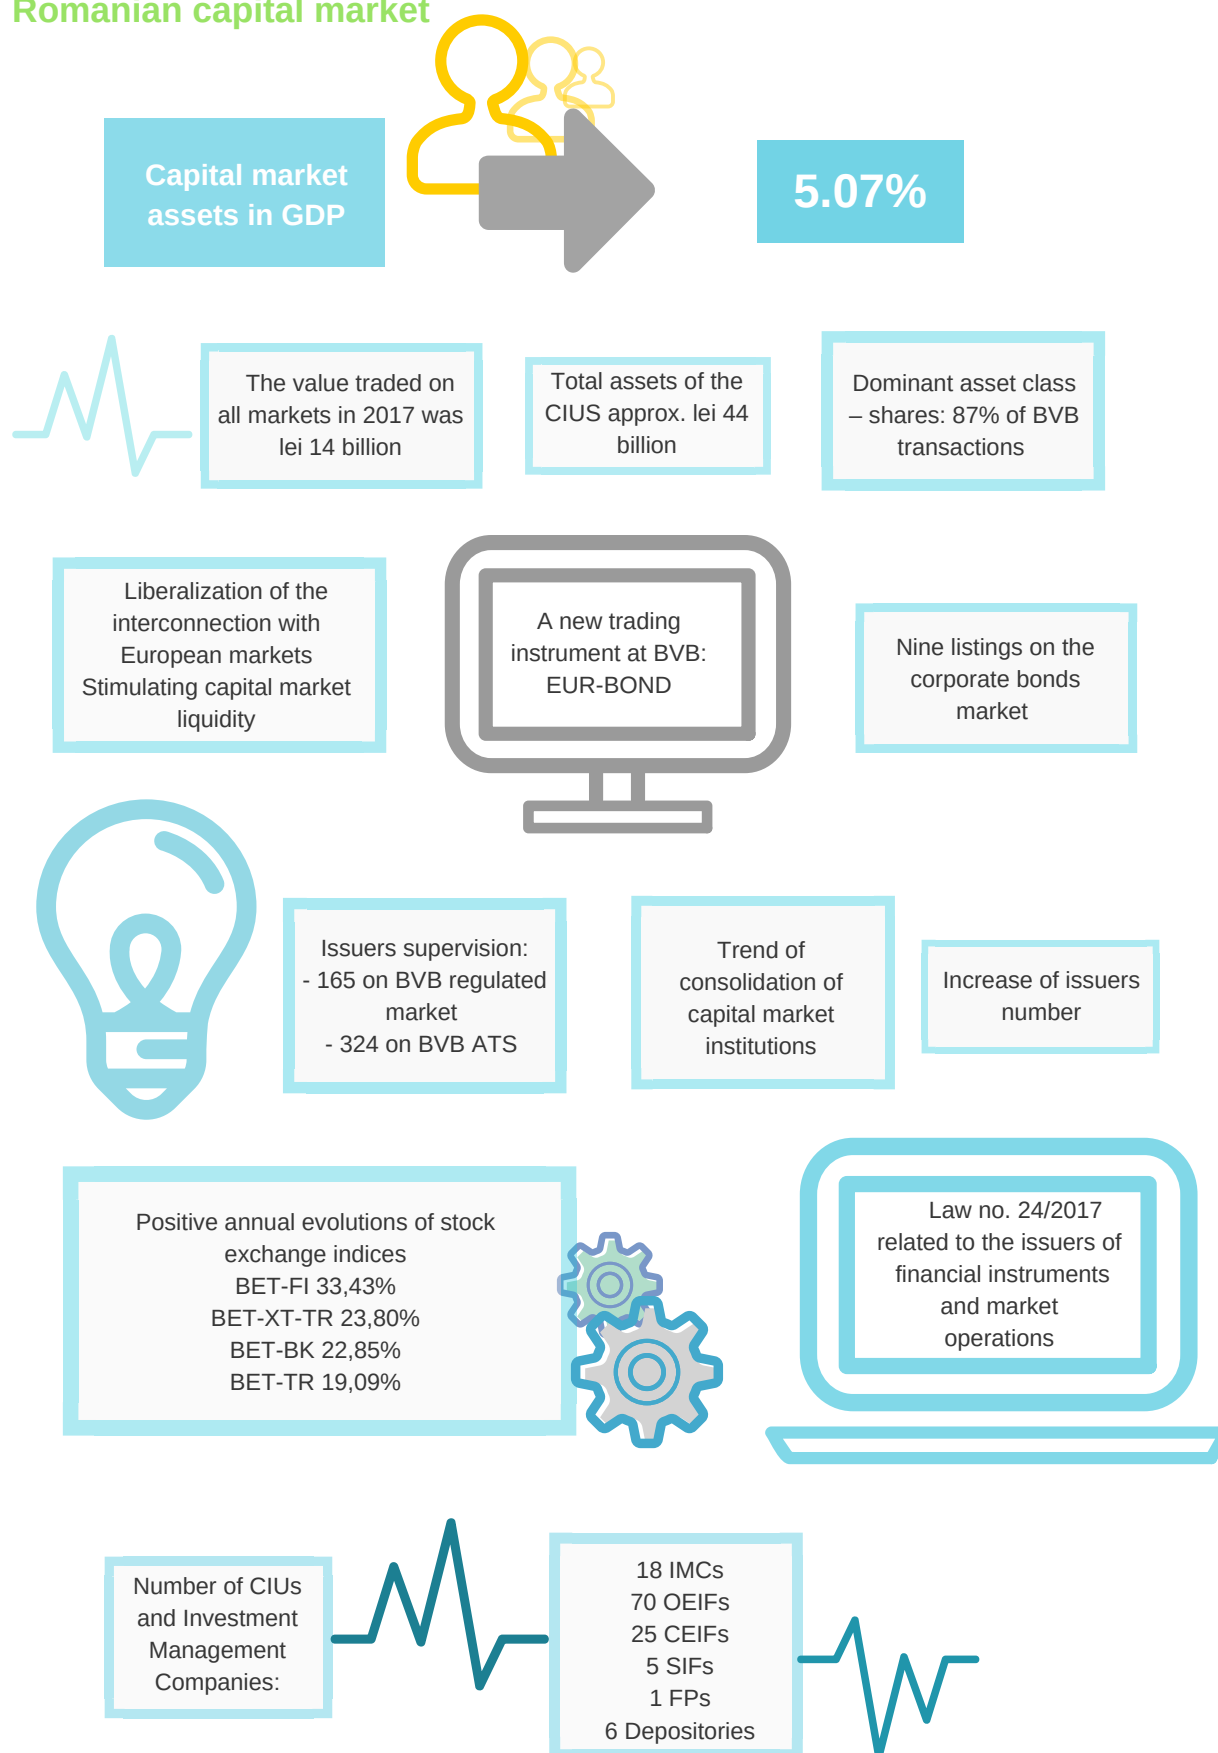 Romanian capital market
Capital market
assets in GDP
5.07%
The value traded on
all markets in 2017 was
lei 14 billion
Total assets of the
CIUS approx. lei 44
billion
Dominant asset class
– shares: 87% of BVB
transactions
Liberalization of the
interconnection with
European markets
Stimulating capital market
liquidity
A new trading
instrument at BVB:
EUR-BOND
Nine listings on the
corporate bonds
market
Issuers supervision:
- 165 on BVB regulated
market
- 324 on BVB ATS
Trend of
consolidation of
capital market
institutions
Increase of issuers
number
Positive annual evolutions of stock
exchange indices
BET-FI 33,43%
BET-XT-TR 23,80%
BET-BK 22,85%
BET-TR 19,09%
Law no. 24/2017
related to the issuers of
financial instruments
and market
operations
Number of CIUs
and Investment
Management
Companies:
18 IMCs
70 OEIFs
25 CEIFs
5 SIFs
1 FPs
6 Depositories